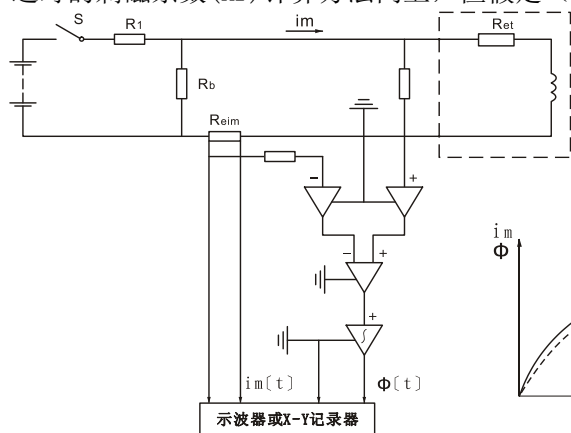 S
R1
im
Ret
Rb
Reim
−
+
−
+
+
∫
im
Φ
im〔t〕
Φ〔t〕
示波器或X-Y记录器